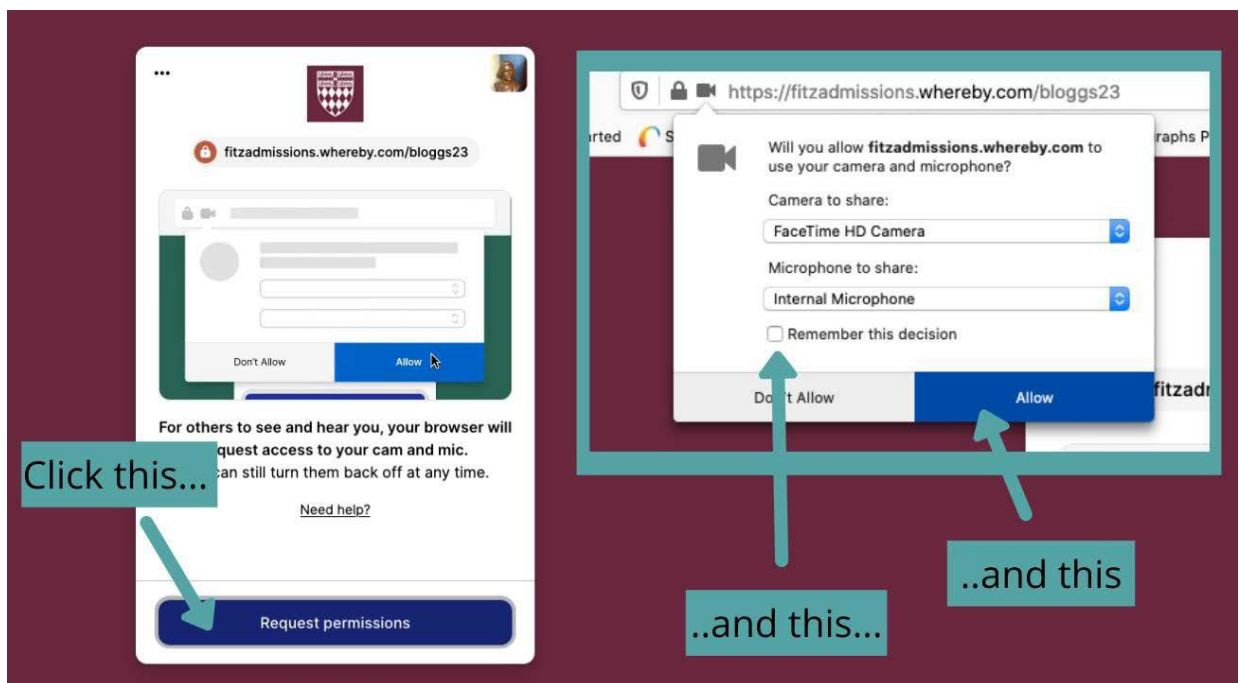 ...
fitzadmissions.whereby.com/bloggs23
Don't Allow
Allow
For others to see and hear you, your browser will
quest access to your cam and mic.
can still turn them back off at any time.
Need help?
Request permissions
Click this...
https://fitzadmissions.whereby.com/bloggs23
arted
S
raphs P
Will you allow fitzadmissions.whereby.com to
use your camera and microphone?
Camera to share:
FaceTime HD Camera
Microphone to share:
Internal Microphone
Remember this decision
Allow
fitzadr
..and this...
..and this